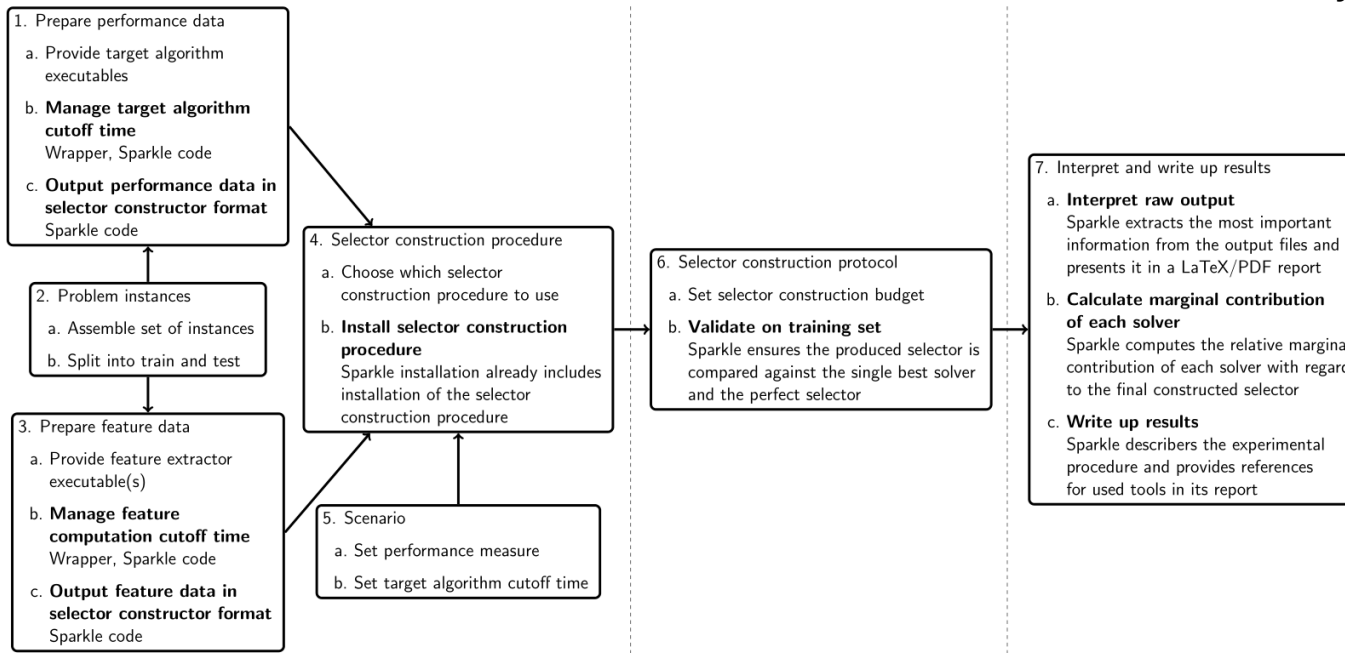 1. Prepare performance data
a. Provide target algorithm
executables
b. Manage target algorithm
cutoff time
Wrapper, Sparkle code
c. Output performance data in
selector constructor format
Sparkle code
2. Problem instances
a. Assemble set of instances
b. Split into train and test
3. Prepare feature data
a. Provide feature extractor
executable(s)
b. Manage feature
computation cutoff time
Wrapper, Sparkle code
c. Output feature data in
selector constructor format
Sparkle code
4. Selector construction procedure
a. Choose which selector
construction procedure to use
b. Install selector construction
procedure
Sparkle installation already includes
installation of the selector
construction procedure
5. Scenario
a. Set performance measure
b. Set target algorithm cutoff time
6. Selector construction protocol
a. Set selector construction budget
b. Validate on training set
Sparkle ensures the produced selector is
compared against the single best solver
and the perfect selector
7. Interpret and write up results
a. Interpret raw output
Sparkle extracts the most important
information from the output files and
presents it in a LaTeX/PDF report
b. Calculate marginal contribution
of each solver
Sparkle computes the relative margina
contribution of each solver with regard
to the final constructed selector
c. Write up results
Sparkle describers the experimental
procedure and provides references
for used tools in its report